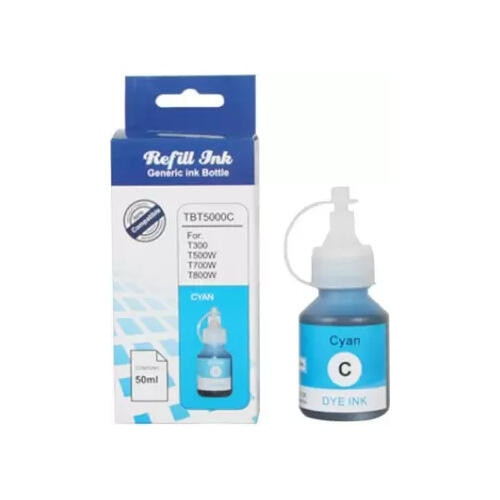 Refill Ink
Generic ink Bottle
Compatible
TBT5000C
For:
T300
T500W
T700W
T800W
CYAN
50ml
Cyan
C
DYE INK